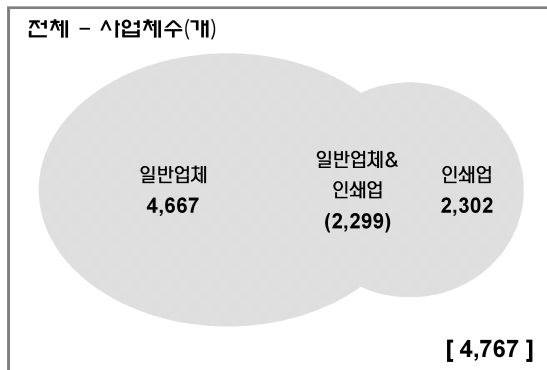 전체 - 사업체수(개)
일반업체
4,667
일반업체&
인쇄업
(2,299)
인쇄업
2,302
[ 4,767 ]